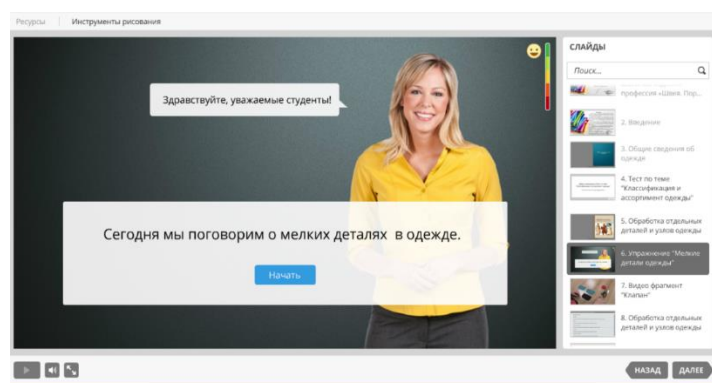 Ресурсы Инструменты рисования
Здравствуйте, уважаемые студенты!
Сегодня мы поговорим о мелких деталях в одежде.
Начать
СЛАЙДЫ
Поиск...
профессия «Швея. Пор...
2. Введение
3. Общие сведения об
одежде
4. Тест по теме
"Классификация и
ассортимент одежды"
5. Обработка отдельных
деталей и узлов одежды
6. Упражнение "Мелкие
детали одежды"
7. Видео фрагмент
"Клапан"
8. Обработка отдельных
деталей и узлов одежды
НАЗАД ДАЛЕЕ